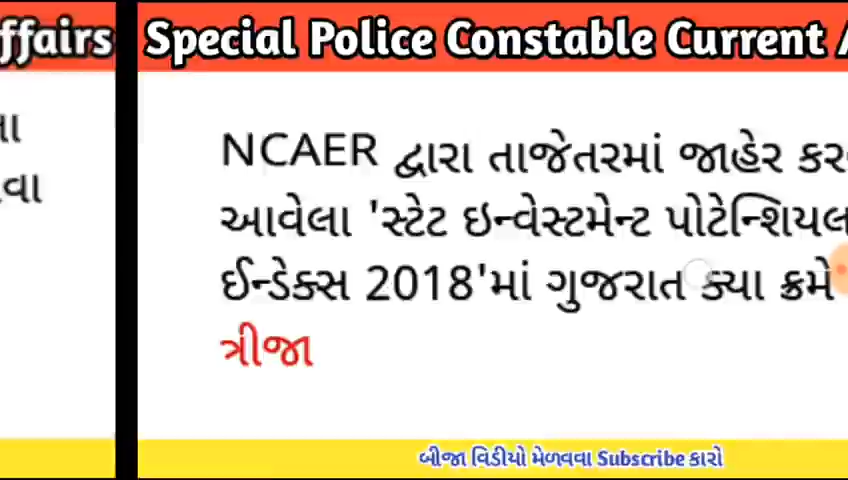 ffairs
Special Police Constable Current A
વા
NCAER દ્વારા તાજેતરમાં જાહેર કર
આવેલા 'સ્ટેટ ઇન્વેસ્ટમેન્ટ પોટેન્શિયલ
ઈન્ડેક્સ 2018'માં ગુજરાત ક્યા ક્રમે
ત્રીજા
બીજા વિડીયો મેળવવા Subscribe કારો